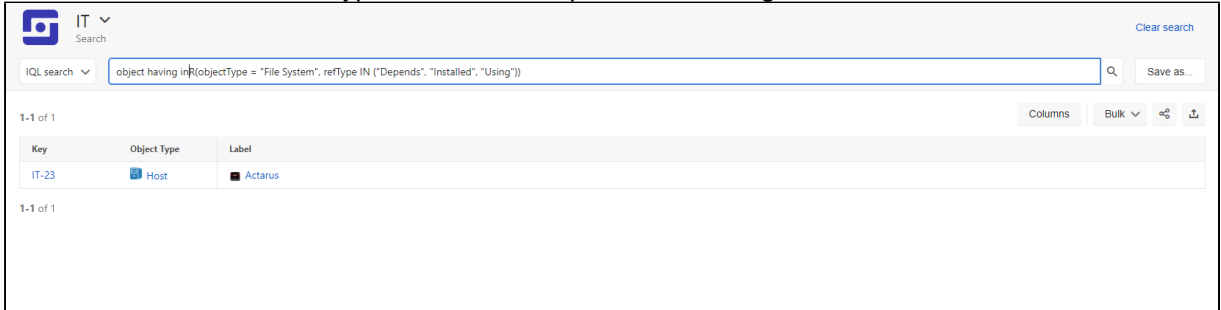 IT
Search
Clear search
IQL search
object having inR(objectType = "File System", refType IN ("Depends", "Installed", "Using"))
Save as...
1-1 of 1
Columns
Bulk
Key Object Type Label
IT-23 Host Actarus
1-1 of 1